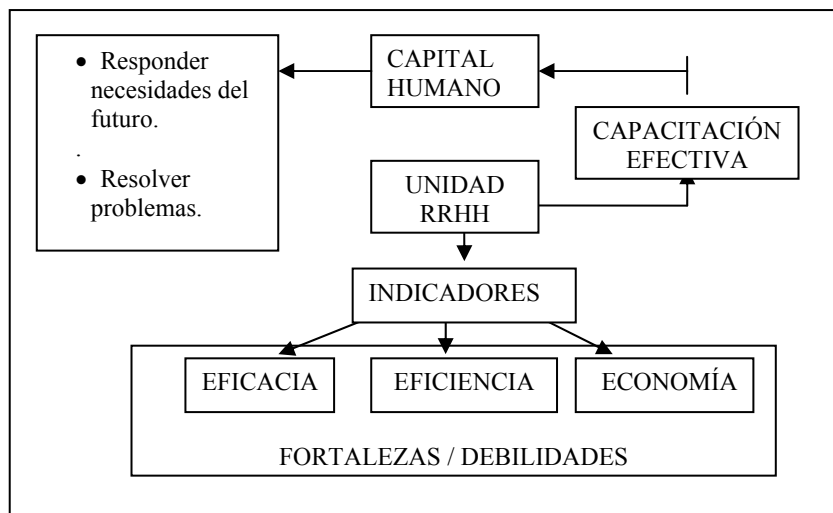 • Responder
necesidades del
futuro.
.
• Resolver
problemas.
CAPITAL
HUMANO
CAPACITACIÓN
EFECTIVA
UNIDAD
RRHH
INDICADORES
EFICACIA
EFICIENCIA
ECONOMÍA
FORTALEZAS / DEBILIDADES